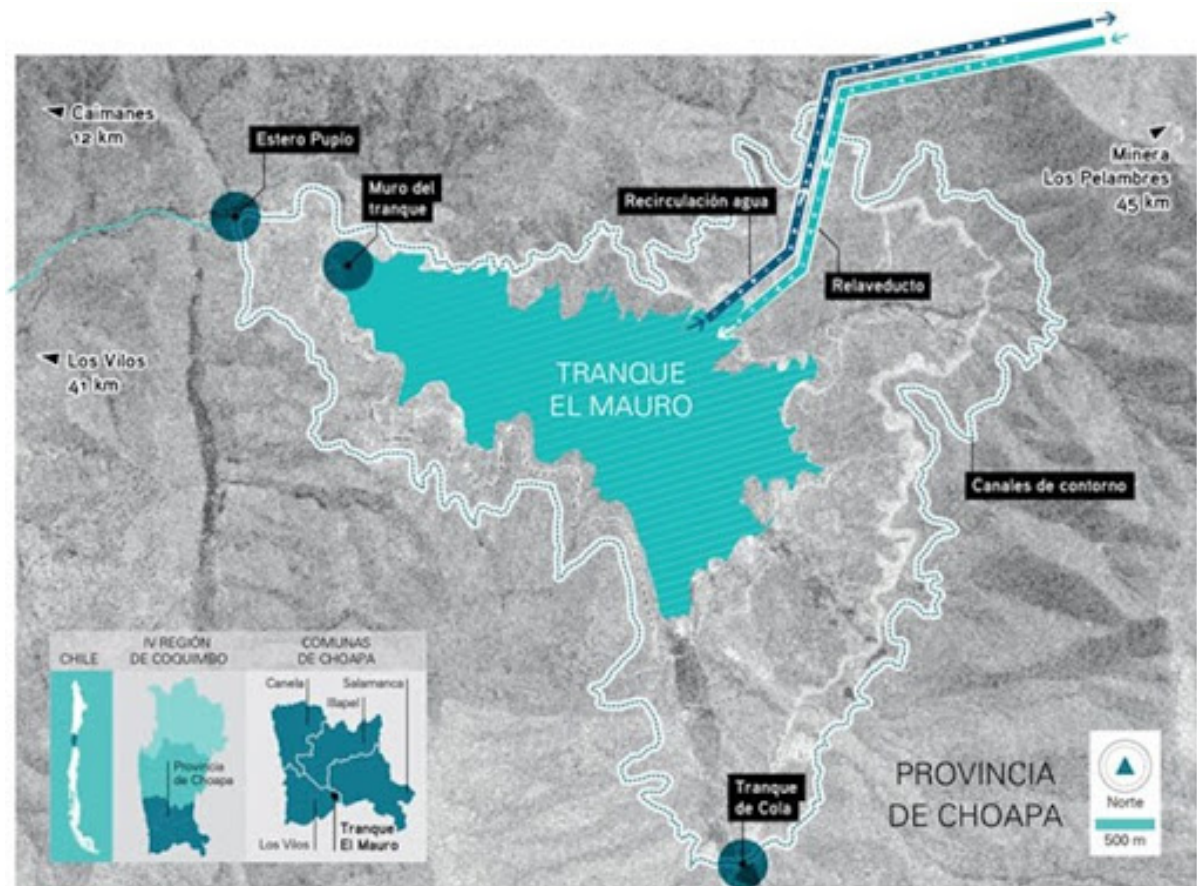 Caimanes
12 km
Estero Pupío
Muro del
tranque
Recirculación agua
Minera
Los Pelambres
45 km
Relaveducto
Los Vilos
41 km
TRANQUE
EL MAURO
Canales de contorno
CHILE
IV REGIÓN
DE COQUIMBO
Provincia
de Choapa
COMUNAS
DE CHOAPA
Canela
Salamanca
Illapel
Los Vilos
Tranque
El Mauro
Tranque
de Cola
PROVINCIA
DE CHOAPA
Norte
500 m